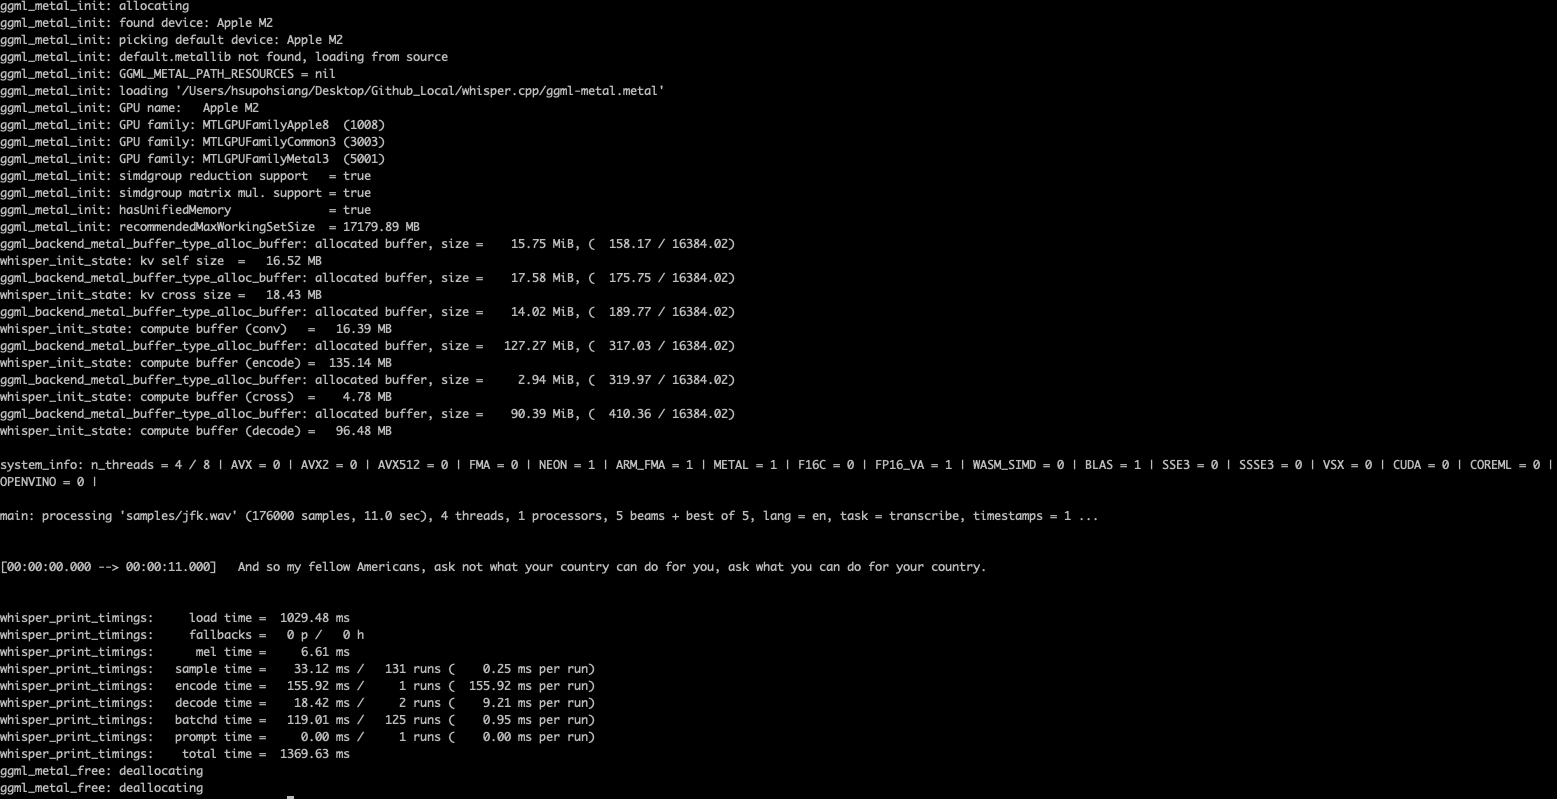 ggml_metal_init: allocating
ggml_metal_init: found device: Apple M2
ggml_metal_init: picking default device: Apple M2
ggml_metal_init: default.metallib not found, loading from source
ggml_metal_init: GGML_METAL_PATH_RESOURCES = nil
ggml_metal_init: loading '/Users/hsupohsiang/Desktop/Github_Local/whisper.cpp/ggml-metal.metal'
ggml_metal_init: GPU name:   Apple M2
ggml_metal_init: GPU family: MTLGPUFamilyApple8  (1008)
ggml_metal_init: GPU family: MTLGPUFamilyCommon3 (3003)
ggml_metal_init: GPU family: MTLGPUFamilyMetal3  (5001)
ggml_metal_init: simdgroup reduction support   = true
ggml_metal_init: simdgroup matrix mul. support = true
ggml_metal_init: hasUnifiedMemory              = true
ggml_metal_init: recommendedMaxWorkingSetSize  = 17179.89 MB
ggml_backend_metal_buffer_type_alloc_buffer: allocated buffer, size =    15.75 MiB, (  158.17 / 16384.02)
whisper_init_state: kv self size  =   16.52 MB
ggml_backend_metal_buffer_type_alloc_buffer: allocated buffer, size =    17.58 MiB, (  175.75 / 16384.02)
whisper_init_state: kv cross size =   18.43 MB
ggml_backend_metal_buffer_type_alloc_buffer: allocated buffer, size =    14.02 MiB, (  189.77 / 16384.02)
whisper_init_state: compute buffer (conv)   =   16.39 MB
ggml_backend_metal_buffer_type_alloc_buffer: allocated buffer, size =   127.27 MiB, (  317.03 / 16384.02)
whisper_init_state: compute buffer (encode) =  135.14 MB
ggml_backend_metal_buffer_type_alloc_buffer: allocated buffer, size =     2.94 MiB, (  319.97 / 16384.02)
whisper_init_state: compute buffer (cross)  =    4.78 MB
ggml_backend_metal_buffer_type_alloc_buffer: allocated buffer, size =    90.39 MiB, (  410.36 / 16384.02)
whisper_init_state: compute buffer (decode) =   96.48 MB
system_info: n_threads = 4 / 8 | AVX = 0 | AVX2 = 0 | AVX512 = 0 | FMA = 0 | NEON = 1 | ARM_FMA = 1 | METAL = 1 | F16C = 0 | FP16_VA = 1 | WASM_SIMD = 0 | BLAS = 1 | SSE3 = 0 | SSSE3 = 0 | VSX = 0 | CUDA = 0 | COREML = 0 |
OPENVINO = 0 |
main: processing 'samples/jfk.wav' (176000 samples, 11.0 sec), 4 threads, 1 processors, 5 beams + best of 5, lang = en, task = transcribe, timestamps = 1 ...
[00:00:00.000 --> 00:00:11.000]   And so my fellow Americans, ask not what your country can do for you, ask what you can do for your country.
whisper_print_timings:     load time =  1029.48 ms
whisper_print_timings:     fallbacks =   0 p /   0 h
whisper_print_timings:      mel time =     6.61 ms
whisper_print_timings:   sample time =    33.12 ms /   131 runs (    0.25 ms per run)
whisper_print_timings:   encode time =   155.92 ms /     1 runs (  155.92 ms per run)
whisper_print_timings:   decode time =    18.42 ms /     2 runs (    9.21 ms per run)
whisper_print_timings:   batchd time =   119.01 ms /   125 runs (    0.95 ms per run)
whisper_print_timings:   prompt time =     0.00 ms /     1 runs (    0.00 ms per run)
whisper_print_timings:    total time =  1369.63 ms
ggml_metal_free: deallocating
ggml_metal_free: deallocating